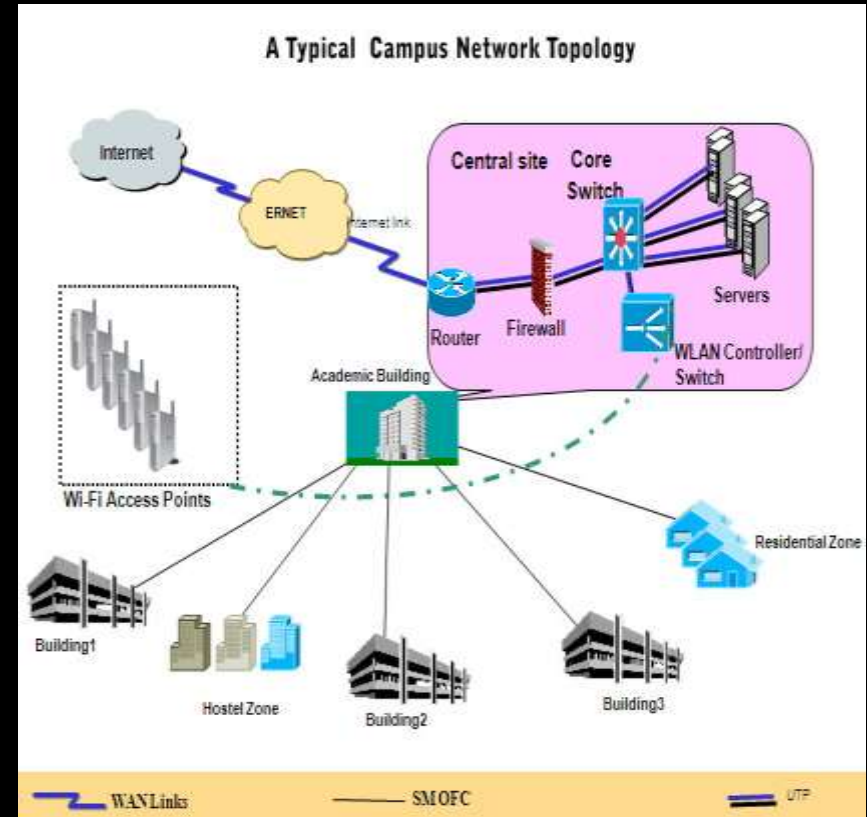 A Typical Campus Network Topology
Internet
ERNET
Internet link
Central site
Core
Switch
Servers
Router
Firewall
WLAN Controller/
Switch
Academic Building
Wi-Fi Access Points
Residential Zone
Building1
Hostel Zone
Building2
Building3
WAN Links
SM OFC
UTP